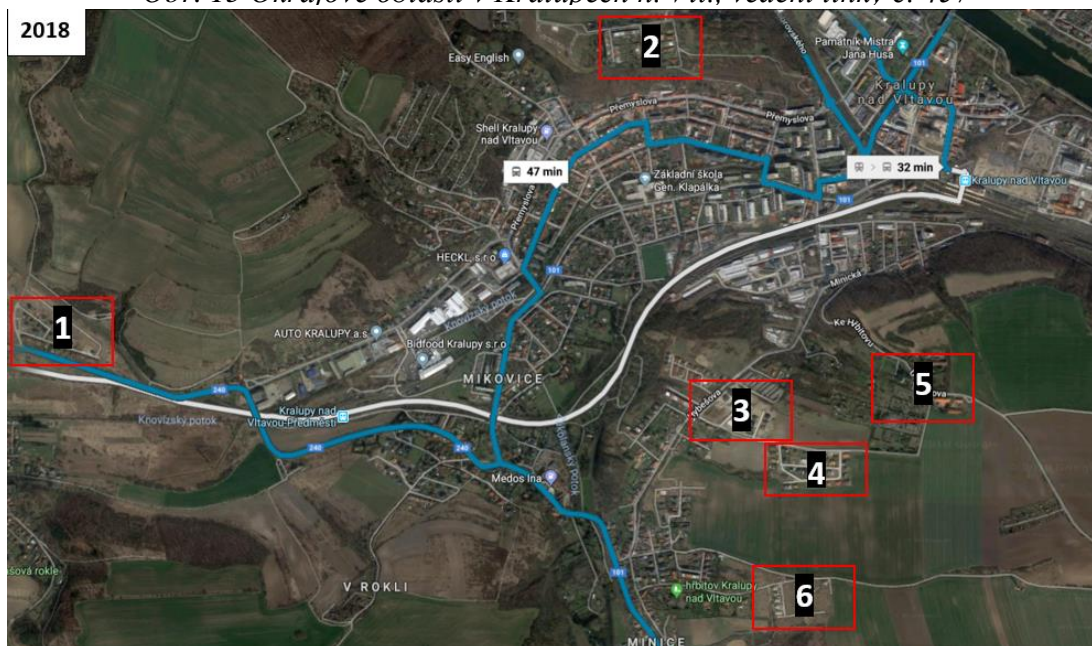 2018
2
Easy English
Památník Mistra
Jana Husa
101
Kralupy
nad Vltavou
Přemyslova
Přemyslova
Shell Kralupy
nad Vltavou
47 min
Základní škola
Gen. Klapálka
32 min
Kralupy nad Vltavou
101
Přemyslova
HECKL, s.r.o
101
Knovízský potok
Minická
Ke Hřbitovu
1
AUTO KRALUPY a.s
Bidfood Kralupy s.r.o
MIKOVICE
5
240
3
Kralupy nad
Vltavou-Předměstí
Knovízský potok
240
240
4
Medos
101
V ROKLI
hřbitov Kralupy
nad Vltavou
6
MINICE